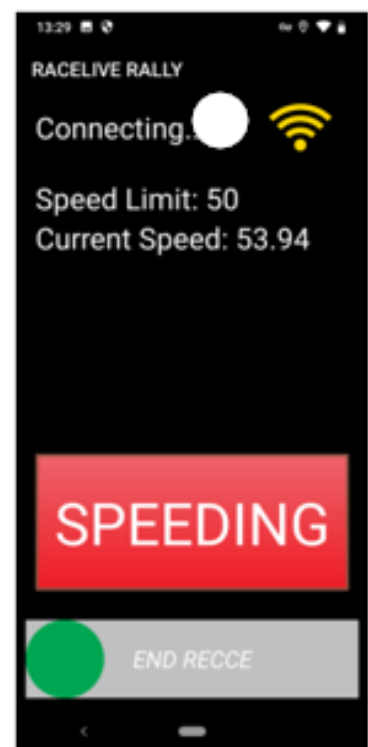 13:29
RACELIVE RALLY
Connecting..
Speed Limit: 50
Current Speed: 53.94
SPEEDING
END RECCE